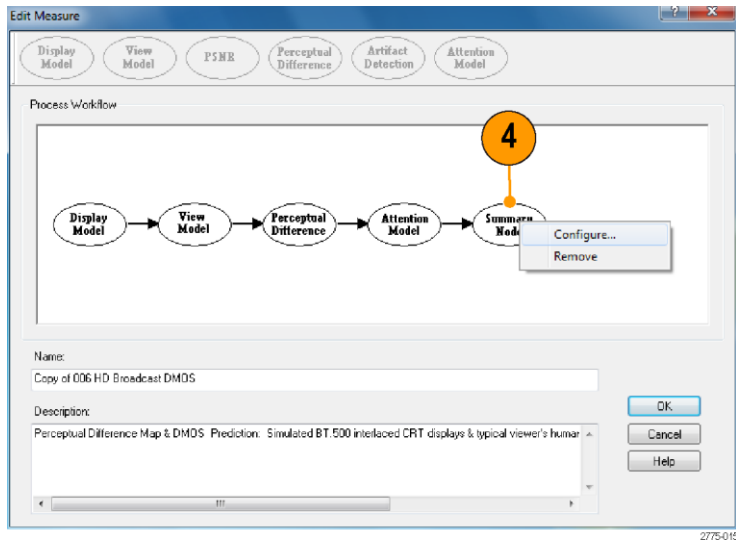 Edit Measure
? x
Display
Model
View
Model
PSNR
Perceptual
Difference
Artifact
Detection
Attention
Model
Process Workflow
4
Display
Model
View
Model
Perceptual
Difference
Attention
Model
Summary
Node
Configure...
Remove
Name:
Copy of 006 HD Broadcast DMOS
Description:
Perceptual Difference Map & DMOS Prediction: Simulated BT.500 interlaced CRT displays & typical viewer's human
OK
Cancel
Help
2775-015